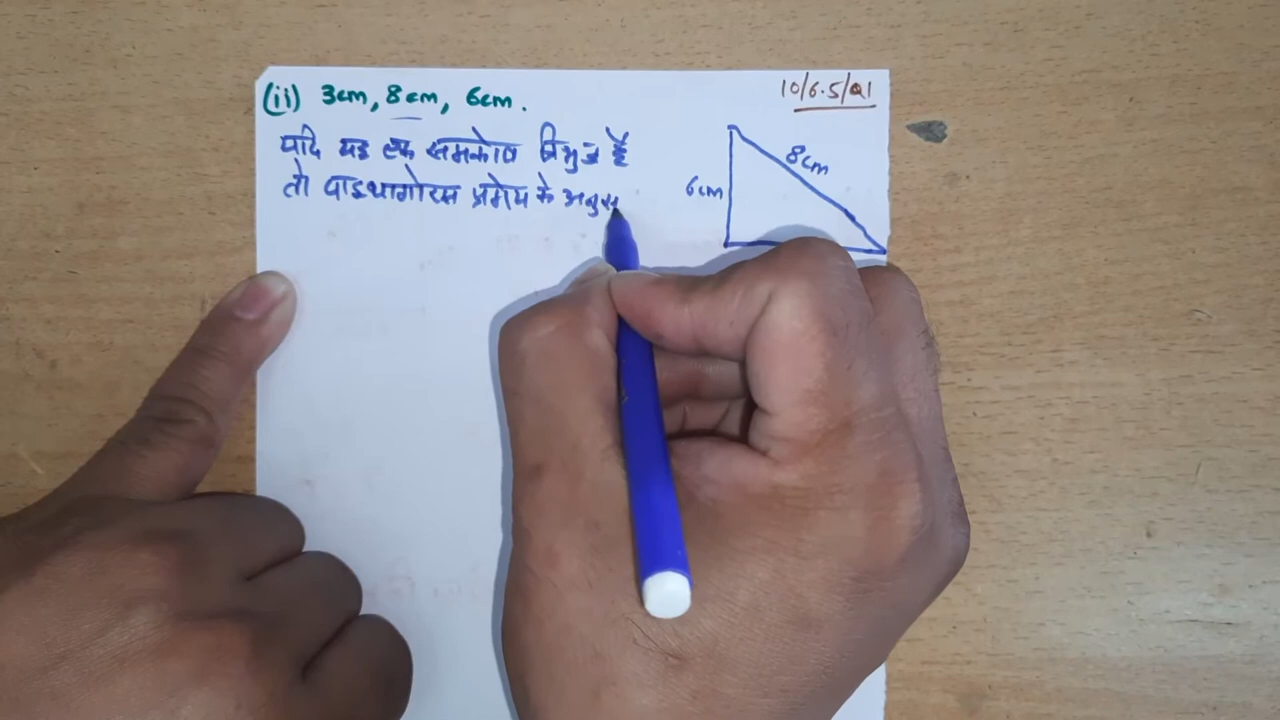 (ii) 3cm, 8cm, 6cm.
10/6.5/Q1
यदि यह एक समकोण त्रिभुज है
तो पाइथागोरस प्रमेय के अनुस
8cm
6cm